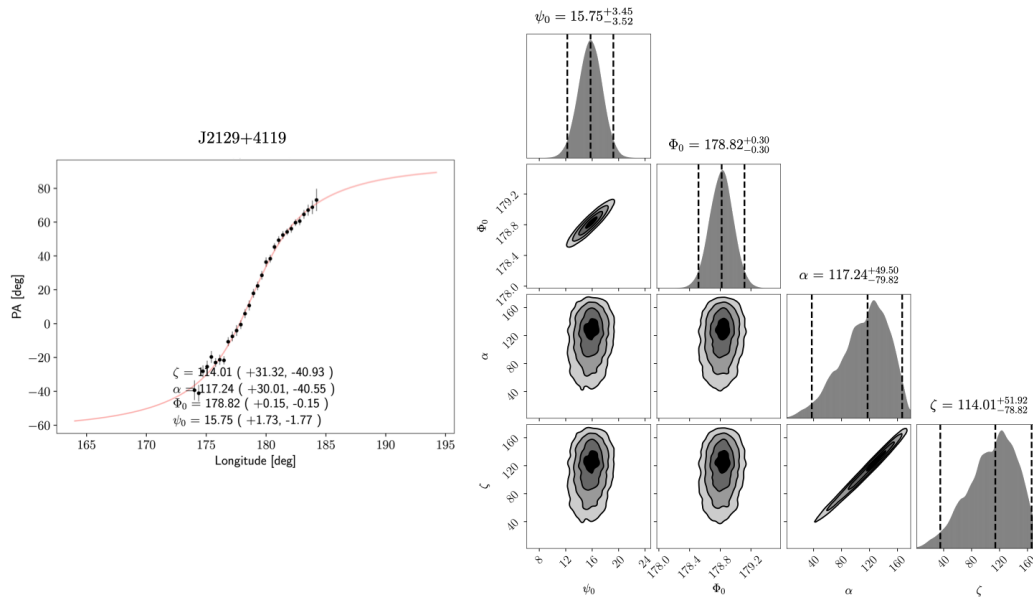 J2129+4119
PA [deg]
80
60
40
20
0
−20
−40
−60
ζ = 114.01 ( +31.32, -40.93 )
α = 117.24 ( +30.01, -40.55 )
Φ₀ = 178.82 ( +0.15, -0.15 )
ψ₀ = 15.75 ( +1.73, -1.77 )
165 170 175 180 185 190 195
Longitude [deg]
ψ₀ = 15.75 +3.45 −3.52
Φ₀ = 178.82 +0.30 −0.30
Φ₀
179.2
178.8
178.4
178.0
α = 117.24 +49.50 −79.82
α
160
120
80
40
ζ = 114.01 +51.92 −78.82
ζ
160
120
80
40
8 12 16 20 24
ψ₀
178.0 178.4 178.8 179.2
Φ₀
40 80 120 160
α
40 80 120 160
ζ